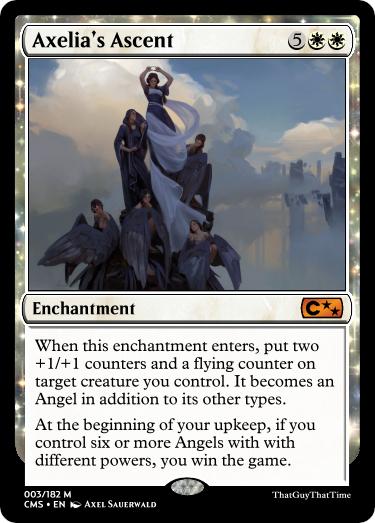 Axelia's Ascent 5
Enchantment C
When this enchantment enters, put two
+1/+1 counters and a flying counter on
target creature you control. It becomes an
Angel in addition to its other types.
At the beginning of your upkeep, if you
control six or more Angels with with
different powers, you win the game.
003/182 M
CMS • EN Axel Sauerwald
ThatGuyThatTime